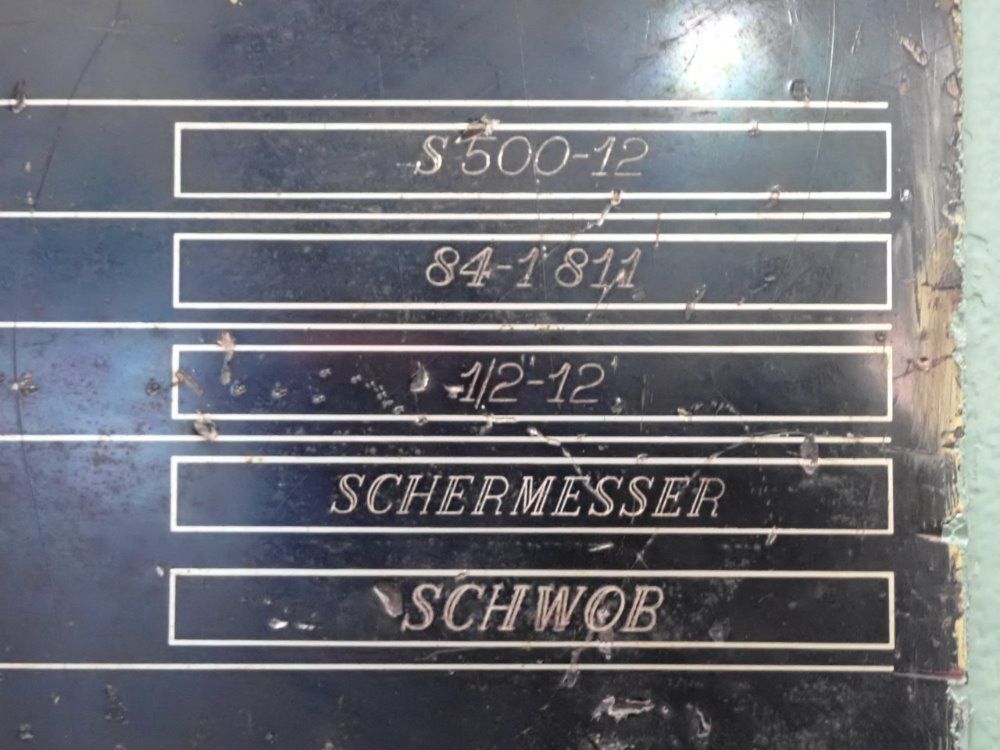 S 500-12
84-1 811
1/2"-12'
SCHERMESSER
SCHWOB